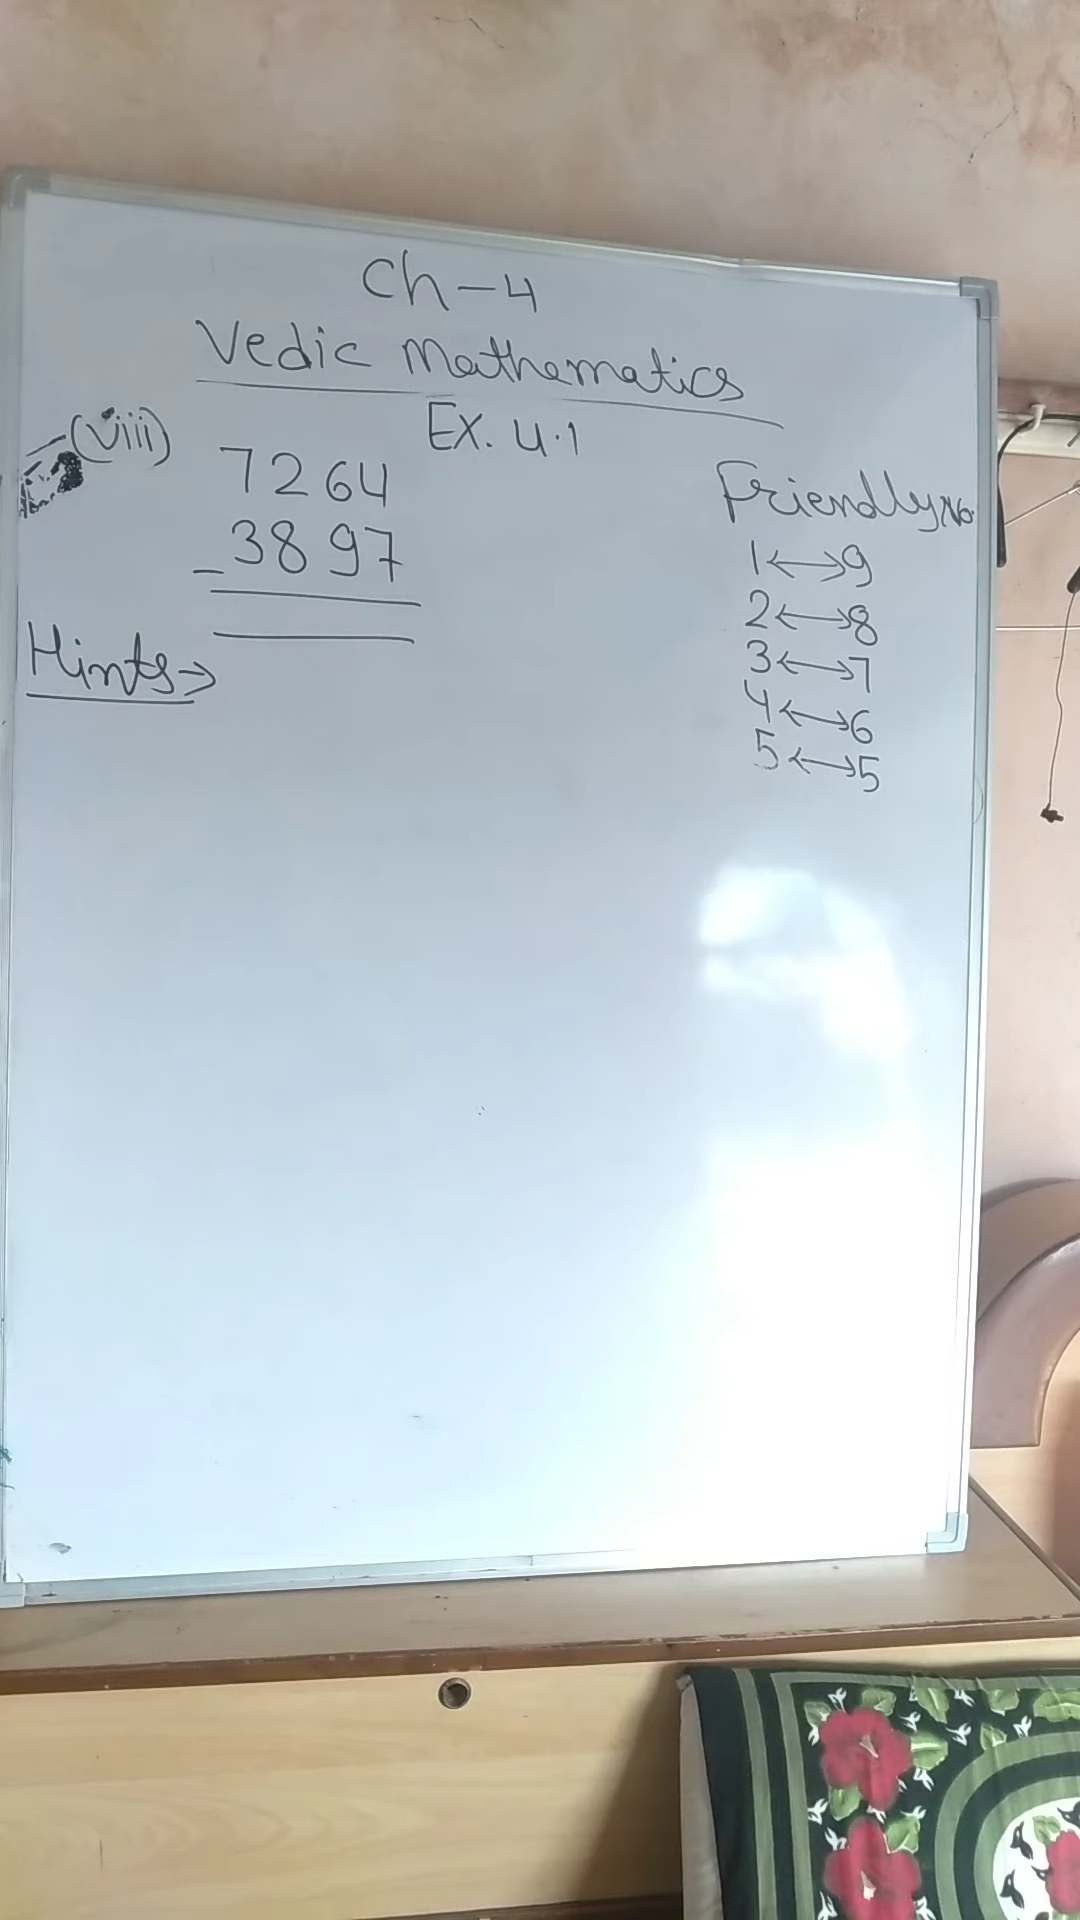 Ch-4
Vedic Mathematics
Ex. 4.1
(viii)
7264
- 3897
Hints→
Friendly No.
1↔9
2↔8
3↔7
4↔6
5↔5